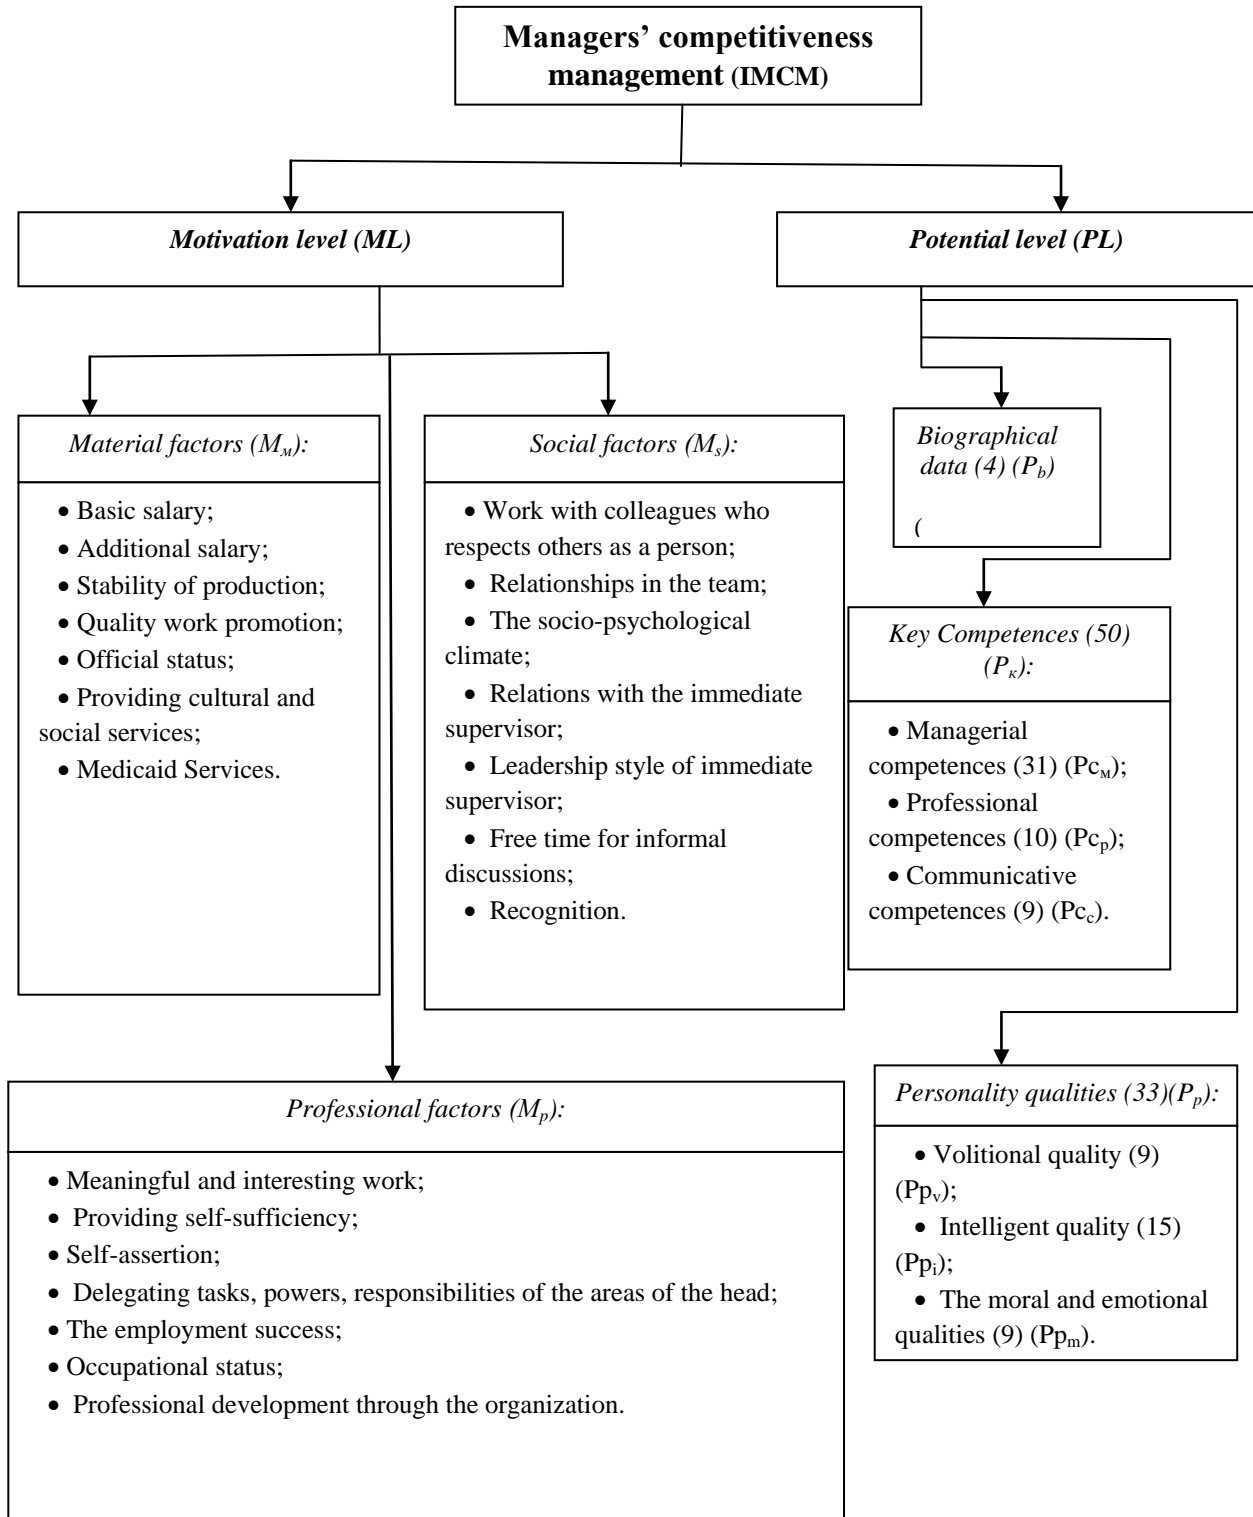 Managers’ competitiveness
management (IMCM)
Motivation level (ML)
Potential level (PL)
Material factors (Mм):
• Basic salary;
• Additional salary;
• Stability of production;
• Quality work promotion;
• Official status;
• Providing cultural and
social services;
• Medicaid Services.
Social factors (Ms):
• Work with colleagues who
respects others as a person;
• Relationships in the team;
• The socio-psychological
climate;
• Relations with the immediate
supervisor;
• Leadership style of immediate
supervisor;
• Free time for informal
discussions;
• Recognition.
Biographical
data (4) (Pb)
(
Key Competences (50)
(Pк):
• Managerial
competences (31) (Pcм);
• Professional
competences (10) (Pcp);
• Communicative
competences (9) (Pcc).
Professional factors (Mp):
• Meaningful and interesting work;
• Providing self-sufficiency;
• Self-assertion;
• Delegating tasks, powers, responsibilities of the areas of the head;
• The employment success;
• Occupational status;
• Professional development through the organization.
Personality qualities (33)(Pp):
• Volitional quality (9)
(Ppv);
• Intelligent quality (15)
(Ppi);
• The moral and emotional
qualities (9) (Ppm).